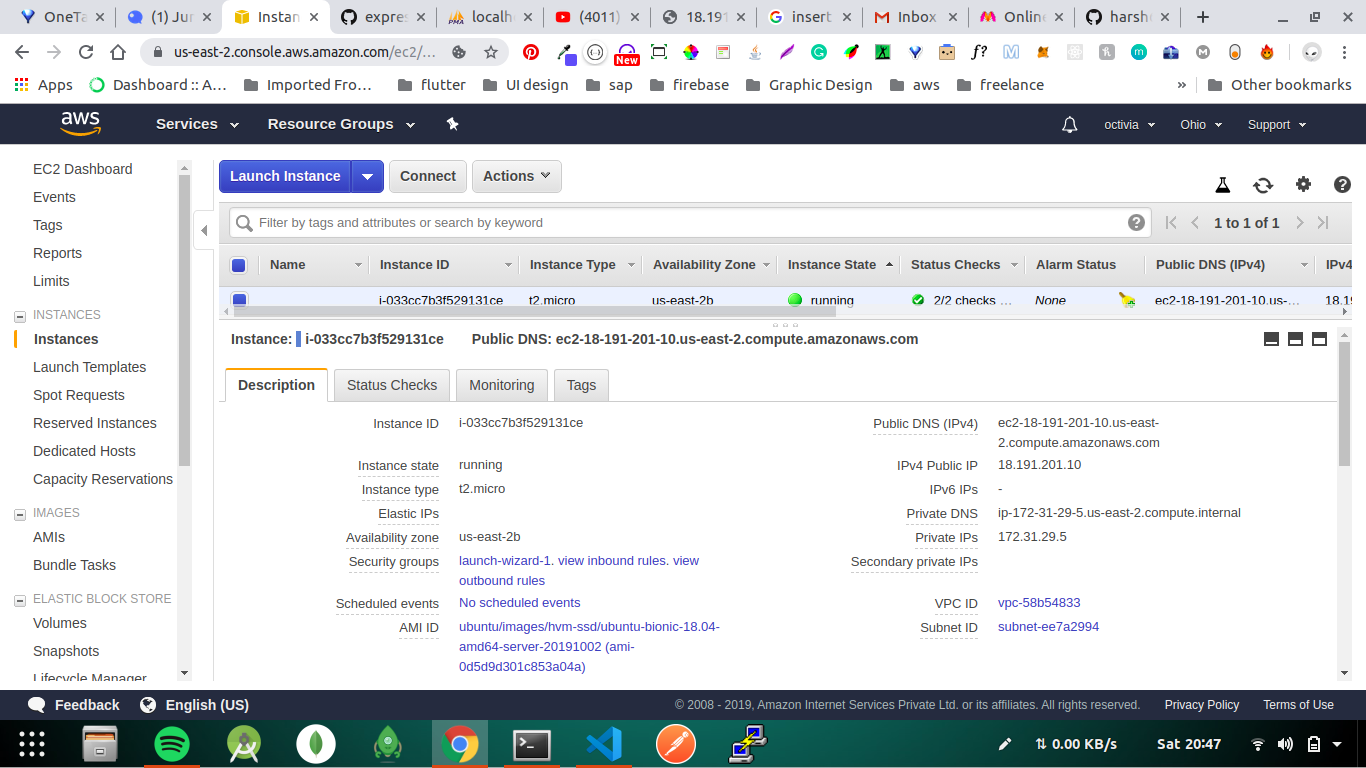 OneTa
(1) Jun
Instan
expres
localh
(4011)
18.191
insert
Inbox
Online
harshu
us-east-2.console.aws.amazon.com/ec2/…
New
f?
Apps
Dashboard :: A…
Imported Fro…
flutter
UI design
sap
firebase
Graphic Design
aws
freelance
»
Other bookmarks
aws
Services
Resource Groups
octivia
Ohio
Support
EC2 Dashboard
Events
Tags
Reports
Limits
INSTANCES
Instances
Launch Templates
Spot Requests
Reserved Instances
Dedicated Hosts
Capacity Reservations
IMAGES
AMIs
Bundle Tasks
ELASTIC BLOCK STORE
Volumes
Snapshots
Lifecycle Manager
Launch Instance
Connect
Actions
Filter by tags and attributes or search by keyword
1 to 1 of 1
Name
Instance ID
Instance Type
Availability Zone
Instance State
Status Checks
Alarm Status
Public DNS (IPv4)
IPv4
i-033cc7b3f529131ce
t2.micro
us-east-2b
running
2/2 checks …
None
ec2-18-191-201-10.us-…
18.19
Instance: i-033cc7b3f529131ce
Public DNS: ec2-18-191-201-10.us-east-2.compute.amazonaws.com
Description
Status Checks
Monitoring
Tags
Instance ID
i-033cc7b3f529131ce
Public DNS (IPv4)
ec2-18-191-201-10.us-east-
2.compute.amazonaws.com
Instance state
running
IPv4 Public IP
18.191.201.10
Instance type
t2.micro
IPv6 IPs
-
Elastic IPs
Private DNS
ip-172-31-29-5.us-east-2.compute.internal
Availability zone
us-east-2b
Private IPs
172.31.29.5
Security groups
launch-wizard-1. view inbound rules. view
outbound rules
Secondary private IPs
Scheduled events
No scheduled events
VPC ID
vpc-58b54833
AMI ID
ubuntu/images/hvm-ssd/ubuntu-bionic-18.04-
amd64-server-20191002 (ami-
0d5d9d301c853a04a)
Subnet ID
subnet-ee7a2994
Feedback
English (US)
© 2008 - 2019, Amazon Internet Services Private Ltd. or its affiliates. All rights reserved.
Privacy Policy
Terms of Use
0.00 KB/s
Sat 20:47